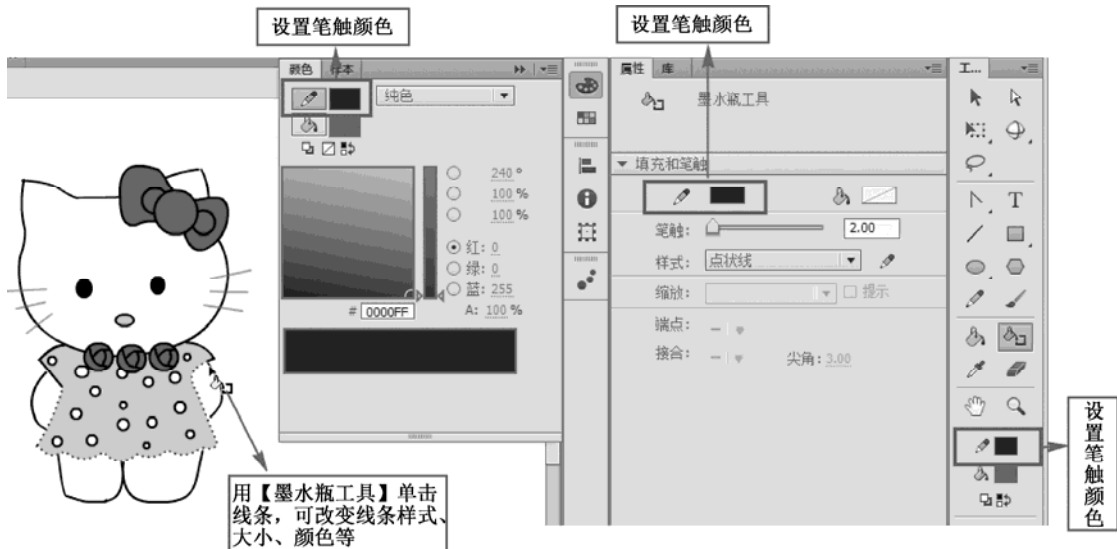 设置笔触颜色
设置笔触颜色
颜色 样本
纯色
240 °
100 %
100 %
红: 0
绿: 0
蓝: 255
# 0000FF
A: 100 %
属性 库
墨水瓶工具
填充和笔触
笔触: 2.00
样式: 点状线
缩放: 提示
端点:
接合: 尖角: 3.00
工...
T
设置笔触颜色
用【墨水瓶工具】单击
线条，可改变线条样式、
大小、颜色等